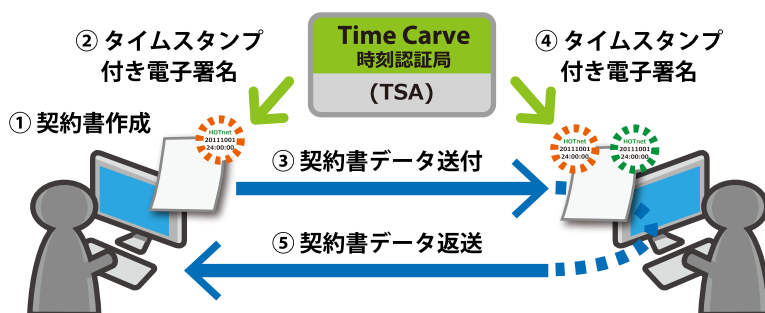 ② タイムスタンプ
付き電子署名
Time Carve
時刻認証局
(TSA)
④ タイムスタンプ
付き電子署名
① 契約書作成
HOTnet
20111001
24:00:00
③ 契約書データ送付
HOTnet
20111001
24:00:00
HOTnet
20111001
24:00:00
⑤ 契約書データ返送